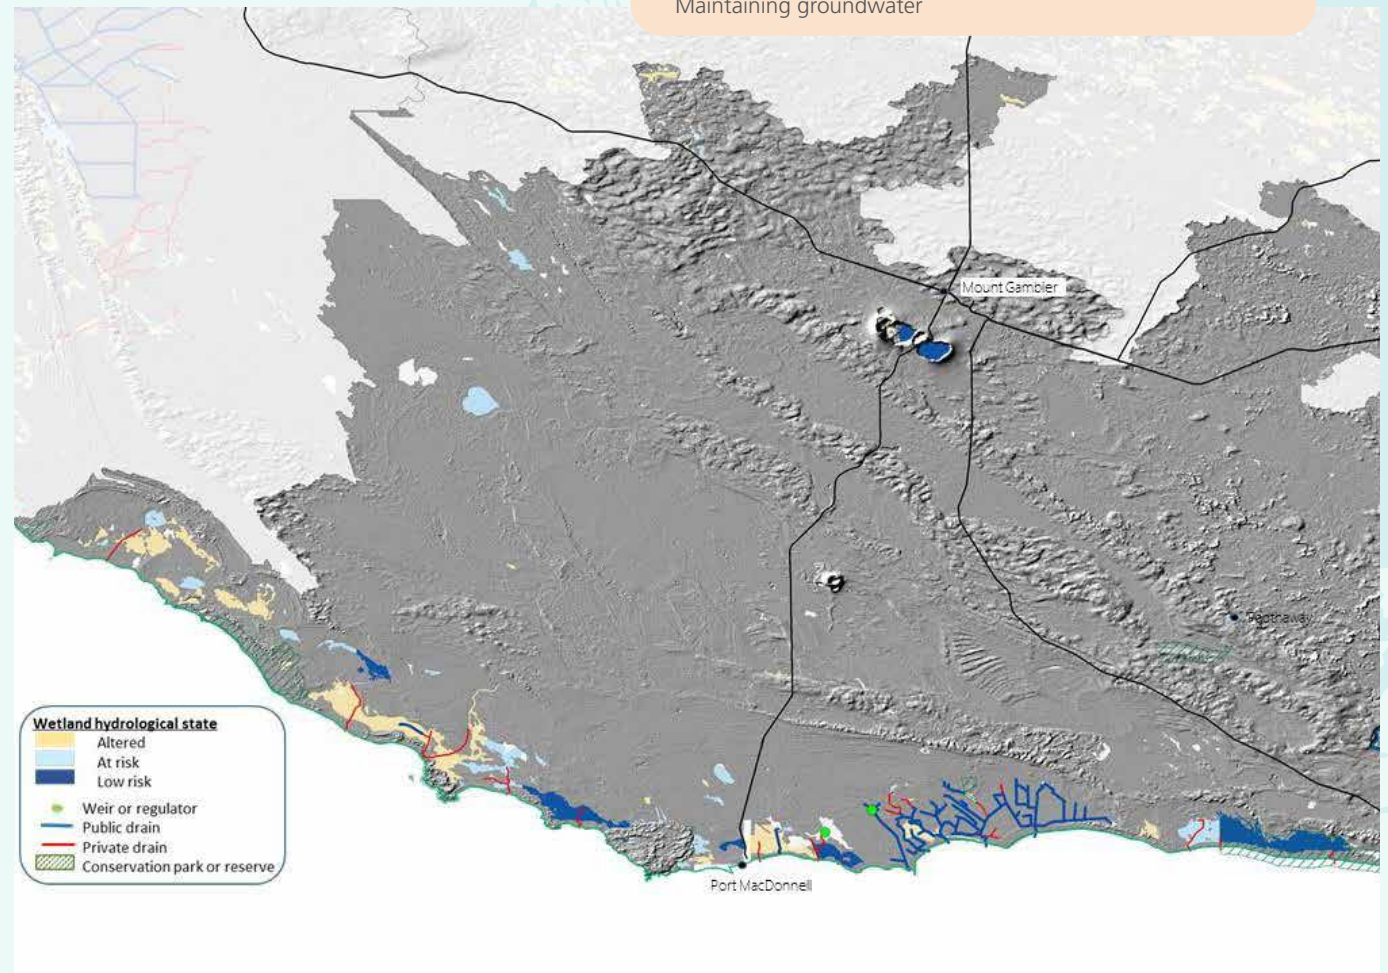 Maintaining groundwater
Mount Gambier
Wetland hydrological state
Altered
At risk
Low risk
Weir or regulator
Public drain
Private drain
Conservation park or reserve
Port MacDonnell